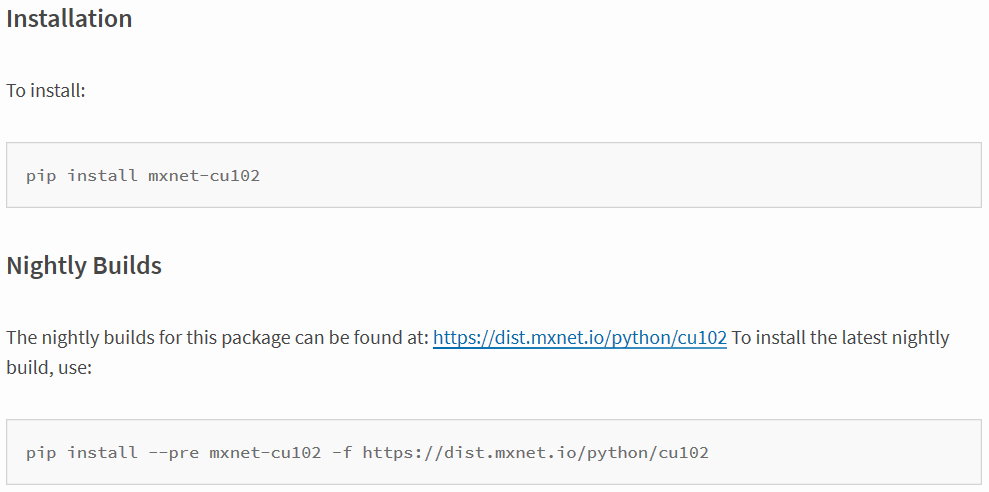 Installation
To install:
pip install mxnet-cu102
Nightly Builds
The nightly builds for this package can be found at: https://dist.mxnet.io/python/cu102 To install the latest nightly
build, use:
pip install --pre mxnet-cu102 -f https://dist.mxnet.io/python/cu102